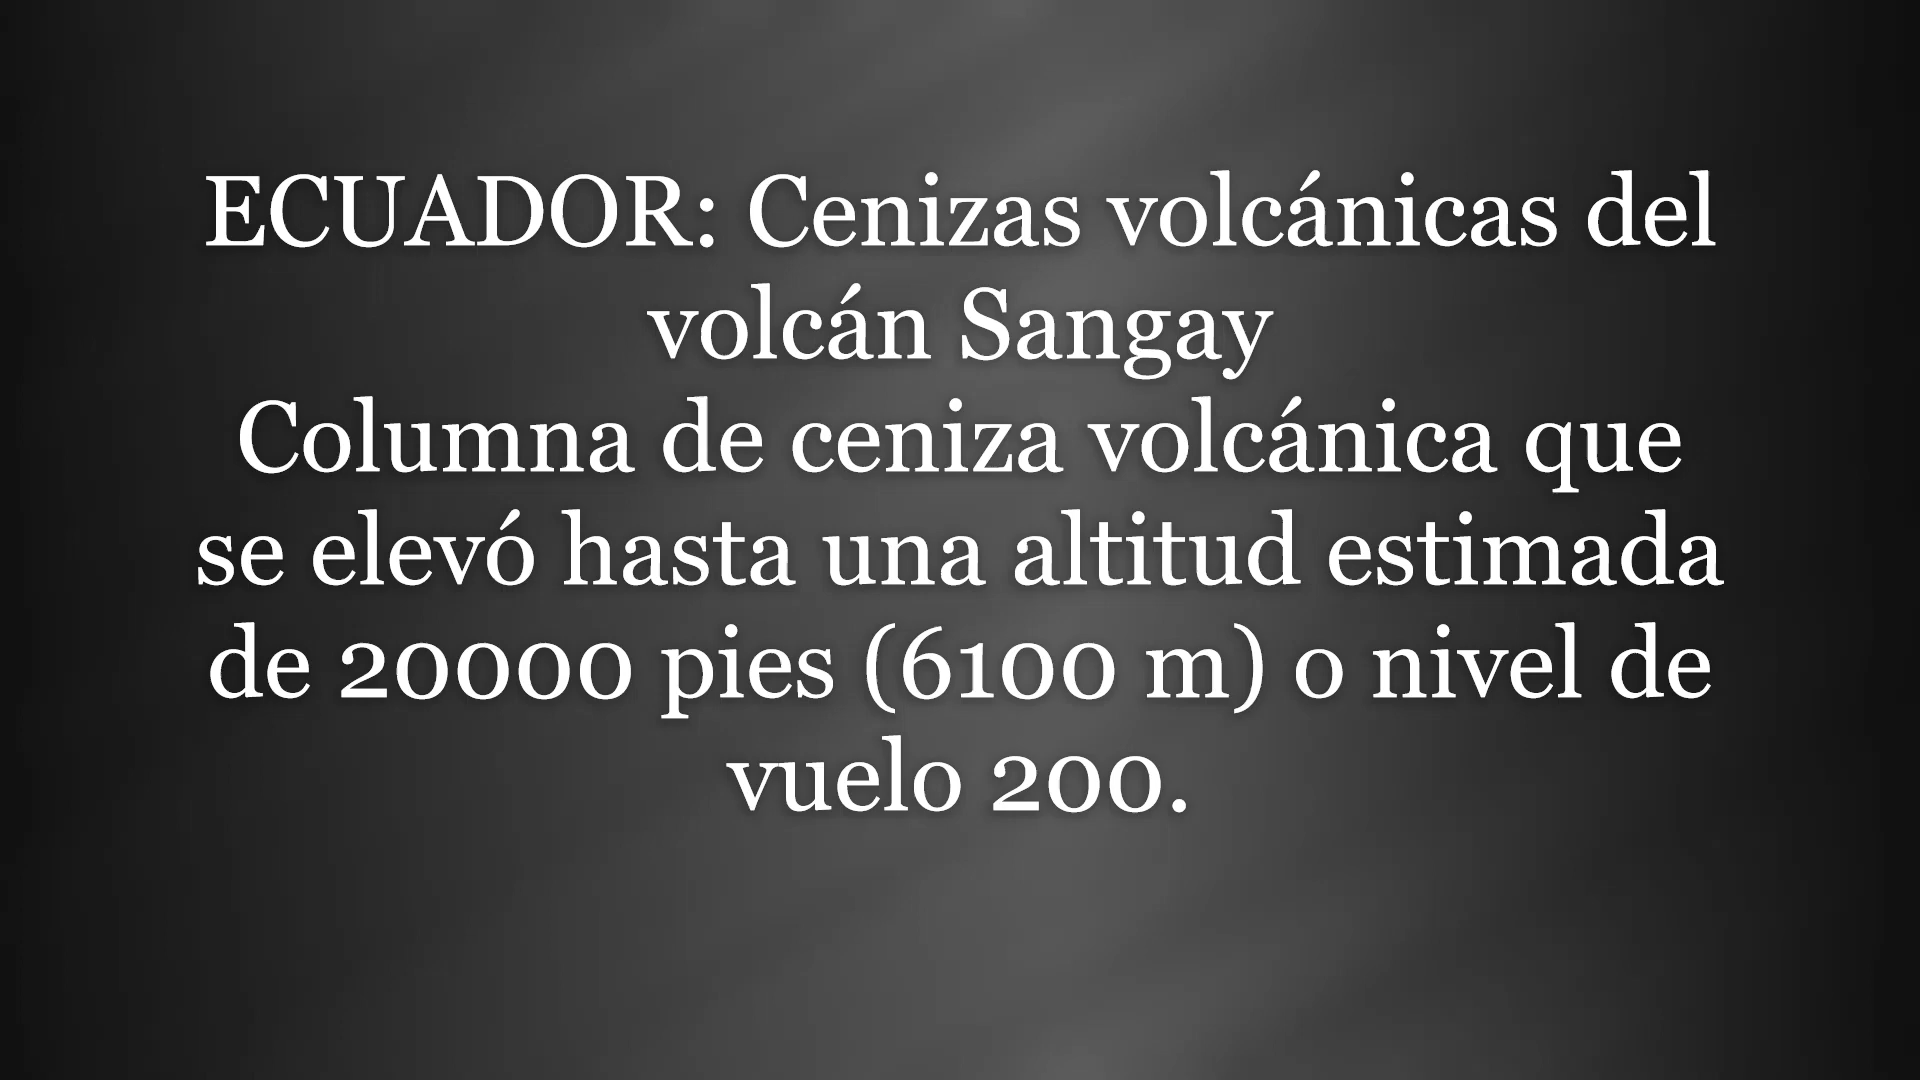 ECUADOR: Cenizas volcánicas del
volcán Sangay
Columna de ceniza volcánica que
se elevó hasta una altitud estimada
de 20000 pies (6100 m) o nivel de
vuelo 200.